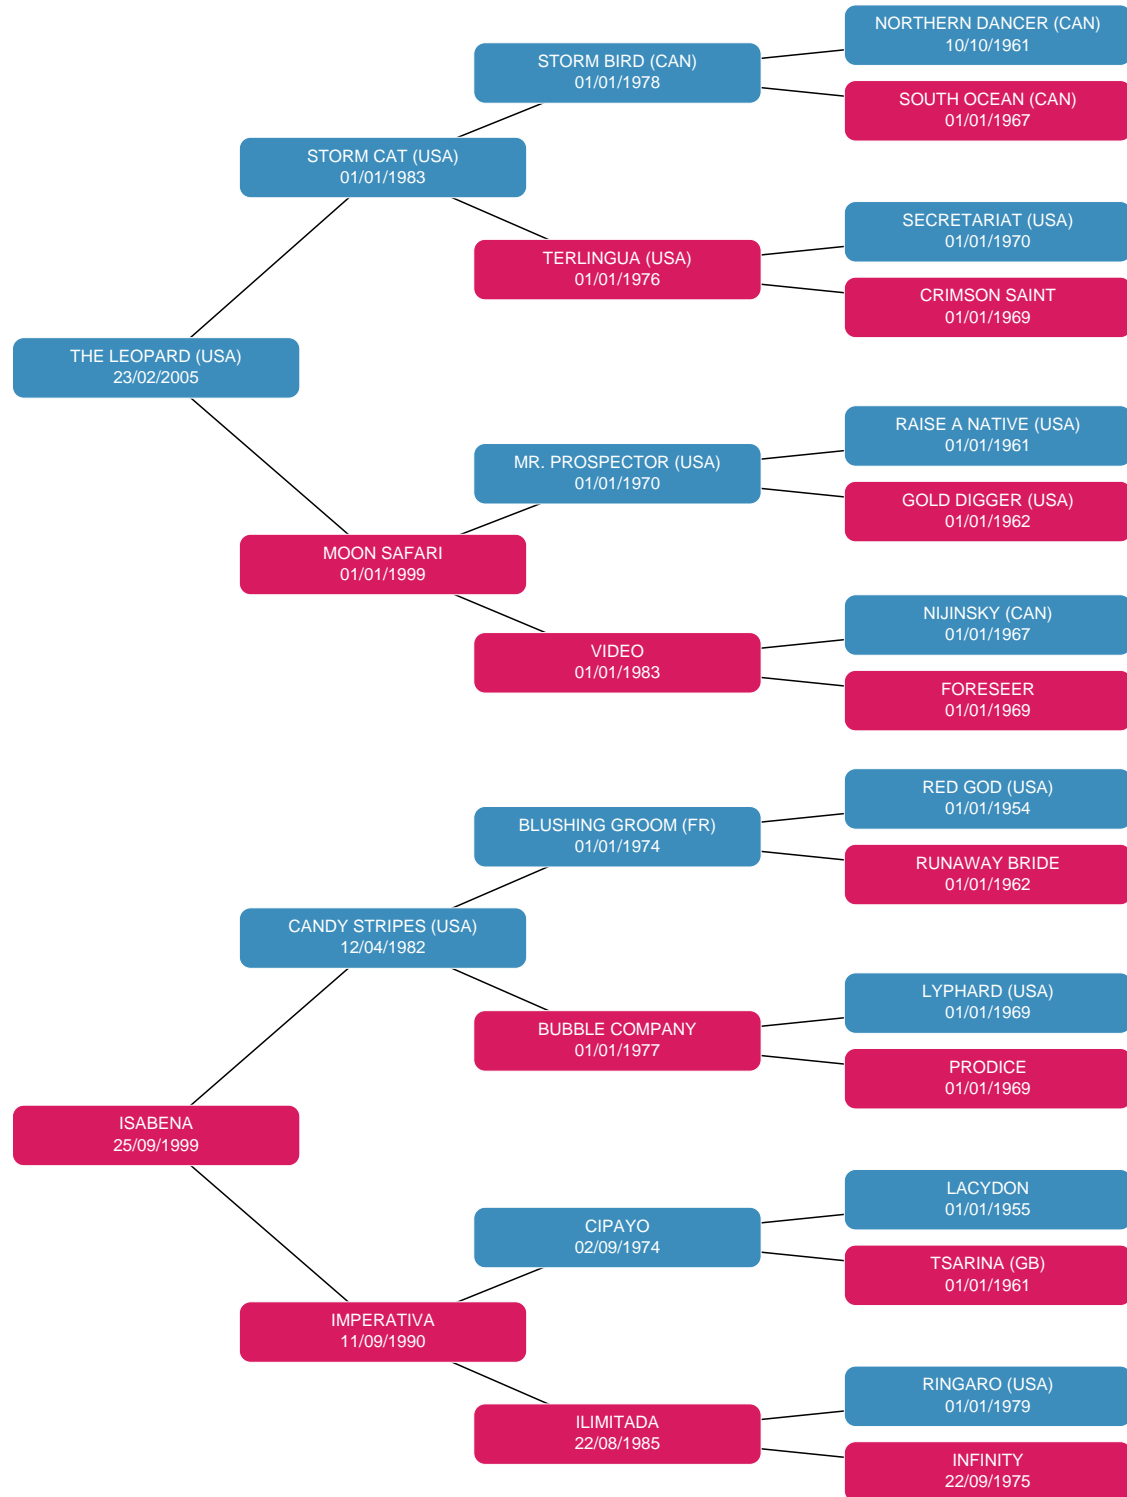 NORTHERN DANCER (CAN)
10/10/1961
STORM BIRD (CAN)
01/01/1978
SOUTH OCEAN (CAN)
01/01/1967
STORM CAT (USA)
01/01/1983
SECRETARIAT (USA)
01/01/1970
TERLINGUA (USA)
01/01/1976
CRIMSON SAINT
01/01/1969
THE LEOPARD (USA)
23/02/2005
RAISE A NATIVE (USA)
01/01/1961
MR. PROSPECTOR (USA)
01/01/1970
GOLD DIGGER (USA)
01/01/1962
MOON SAFARI
01/01/1999
NIJINSKY (CAN)
01/01/1967
VIDEO
01/01/1983
FORESEER
01/01/1969
RED GOD (USA)
01/01/1954
BLUSHING GROOM (FR)
01/01/1974
RUNAWAY BRIDE
01/01/1962
CANDY STRIPES (USA)
12/04/1982
LYPHARD (USA)
01/01/1969
BUBBLE COMPANY
01/01/1977
PRODICE
01/01/1969
ISABENA
25/09/1999
LACYDON
01/01/1955
CIPAYO
02/09/1974
TSARINA (GB)
01/01/1961
IMPERATIVA
11/09/1990
RINGARO (USA)
01/01/1979
ILIMITADA
22/08/1985
INFINITY
22/09/1975